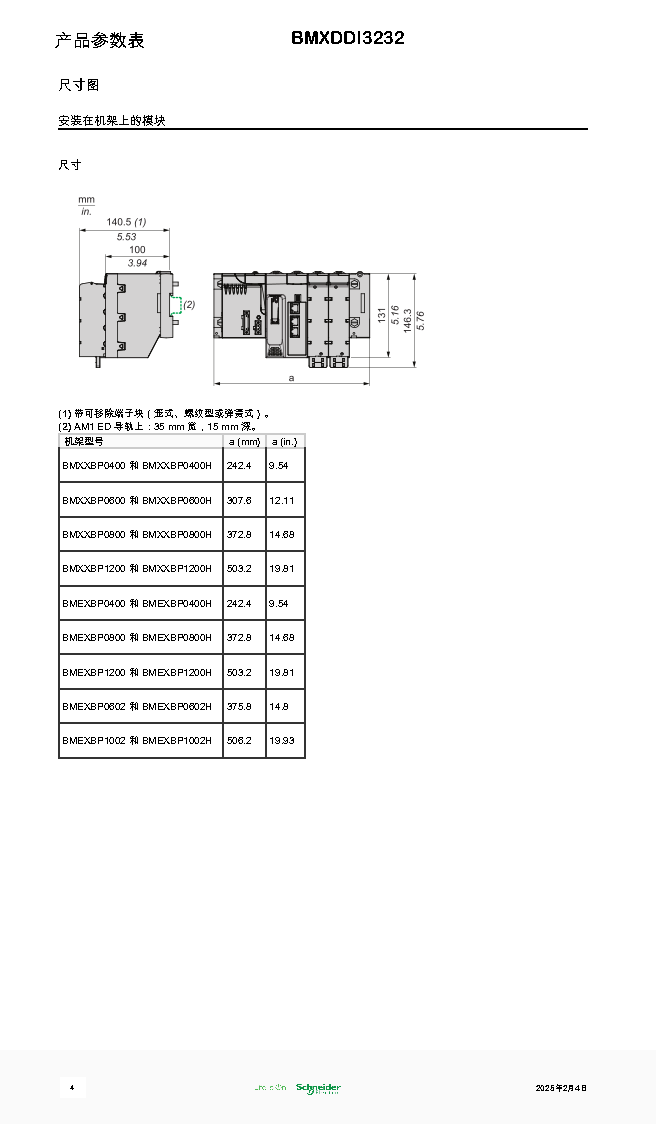 产品参数表
BMXDDI3232
尺寸图
安装在机架上的模块
尺寸
mm
in.
140.5 (1)
5.53
100
3.94
(2)
131
5.16
146.3
5.76
a
(1) 带可移除端子块 ( 笼式、螺纹型或弹簧式 ) 。
(2) AM1 ED 导轨上 : 35 mm 宽 , 15 mm 深。
机架型号 a (mm) a (in.)
BMXXBP0400 和 BMXXBP0400H 242.4 9.54
BMXXBP0600 和 BMXXBP0600H 307.6 12.11
BMXXBP0800 和 BMXXBP0800H 372.8 14.68
BMXXBP1200 和 BMXXBP1200H 503.2 19.81
BMEXBP0400 和 BMEXBP0400H 242.4 9.54
BMEXBP0800 和 BMEXBP0800H 372.8 14.68
BMEXBP1200 和 BMEXBP1200H 503.2 19.81
BMEXBP0602 和 BMEXBP0602H 375.8 14.8
BMEXBP1002 和 BMEXBP1002H 506.2 19.93
4
Life Is On
Schneider
Electric
2025年2月4日